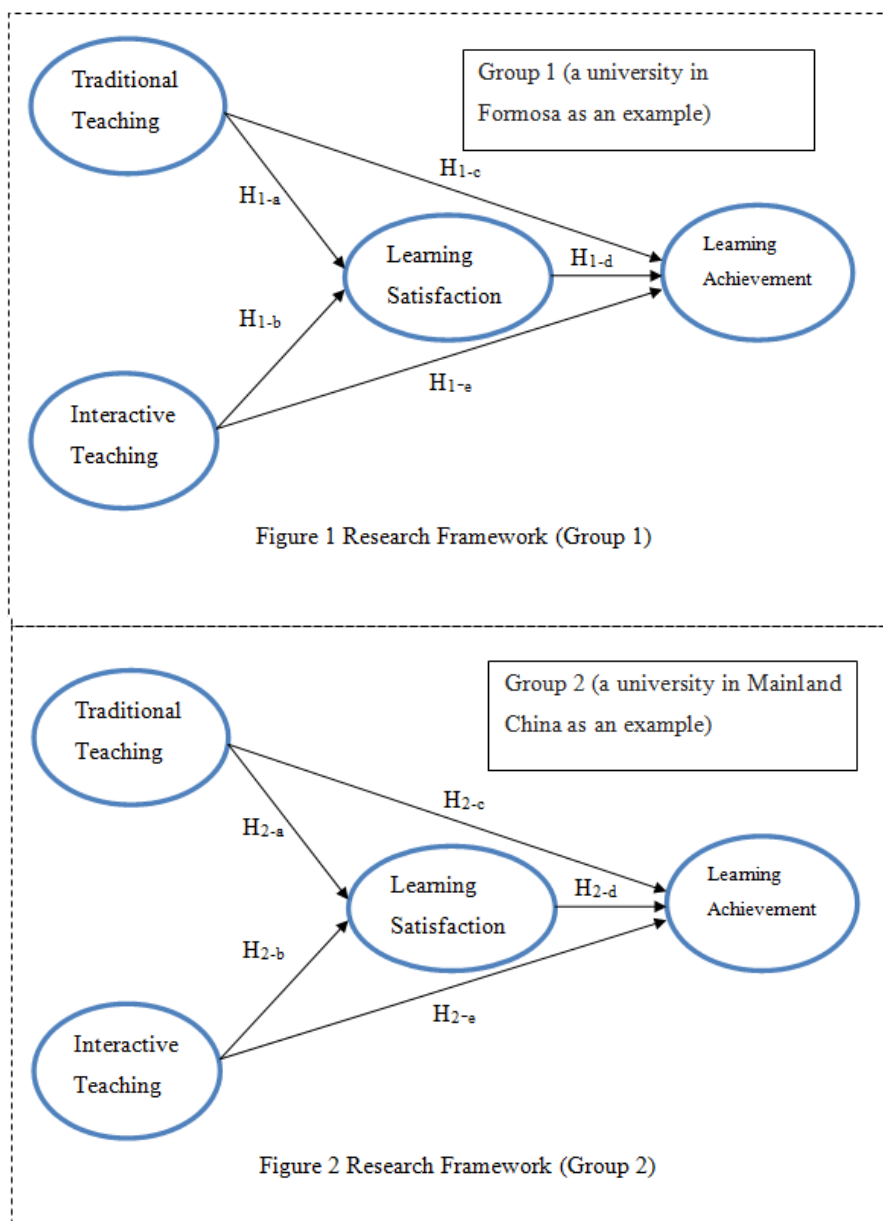 Traditional
Teaching
Group 1 (a university in
Formosa as an example)
H1-c
H1-a
Learning
Satisfaction
H1-d
Learning
Achievement
H1-b
H1-e
Interactive
Teaching
Figure 1 Research Framework (Group 1)
Traditional
Teaching
Group 2 (a university in Mainland
China as an example)
H2-c
H2-a
Learning
Satisfaction
H2-d
Learning
Achievement
H2-b
H2-e
Interactive
Teaching
Figure 2 Research Framework (Group 2)